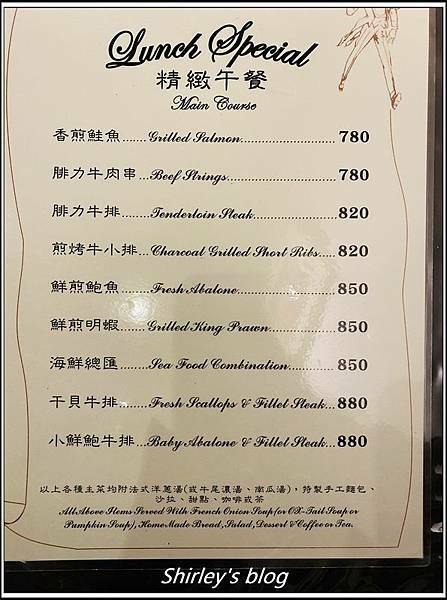 Lunch Special
精緻午餐
Main Course
香煎鮭魚......Grilled Salmon........................780
腓力牛肉串...Beef Strings...........................780
腓力牛排.......Tenderloin Steak.....................820
煎烤牛小排...Charcoal Grilled Short Ribs.....820
鮮煎鮑魚.......Fresh Abalone........................850
鮮煎明蝦.......Grilled King Prawn.................850
海鮮總匯.......Sea Food Combination............850
干貝牛排.......Fresh Scallops & Fillet Steak...880
小鮮鮑牛排...Baby Abalone & Fillet Steak...880
以上各種主菜均附法式洋蔥湯(或牛尾濃湯、南瓜湯)，特製手工麵包、
沙拉、甜點、咖啡或茶
All Above Items Served With French Onion Soup(or OX-Tail Soup or
Pumpkin Soup), Home Made Bread, Salad, Dessert & Coffee or Tea.
Shirley's blog